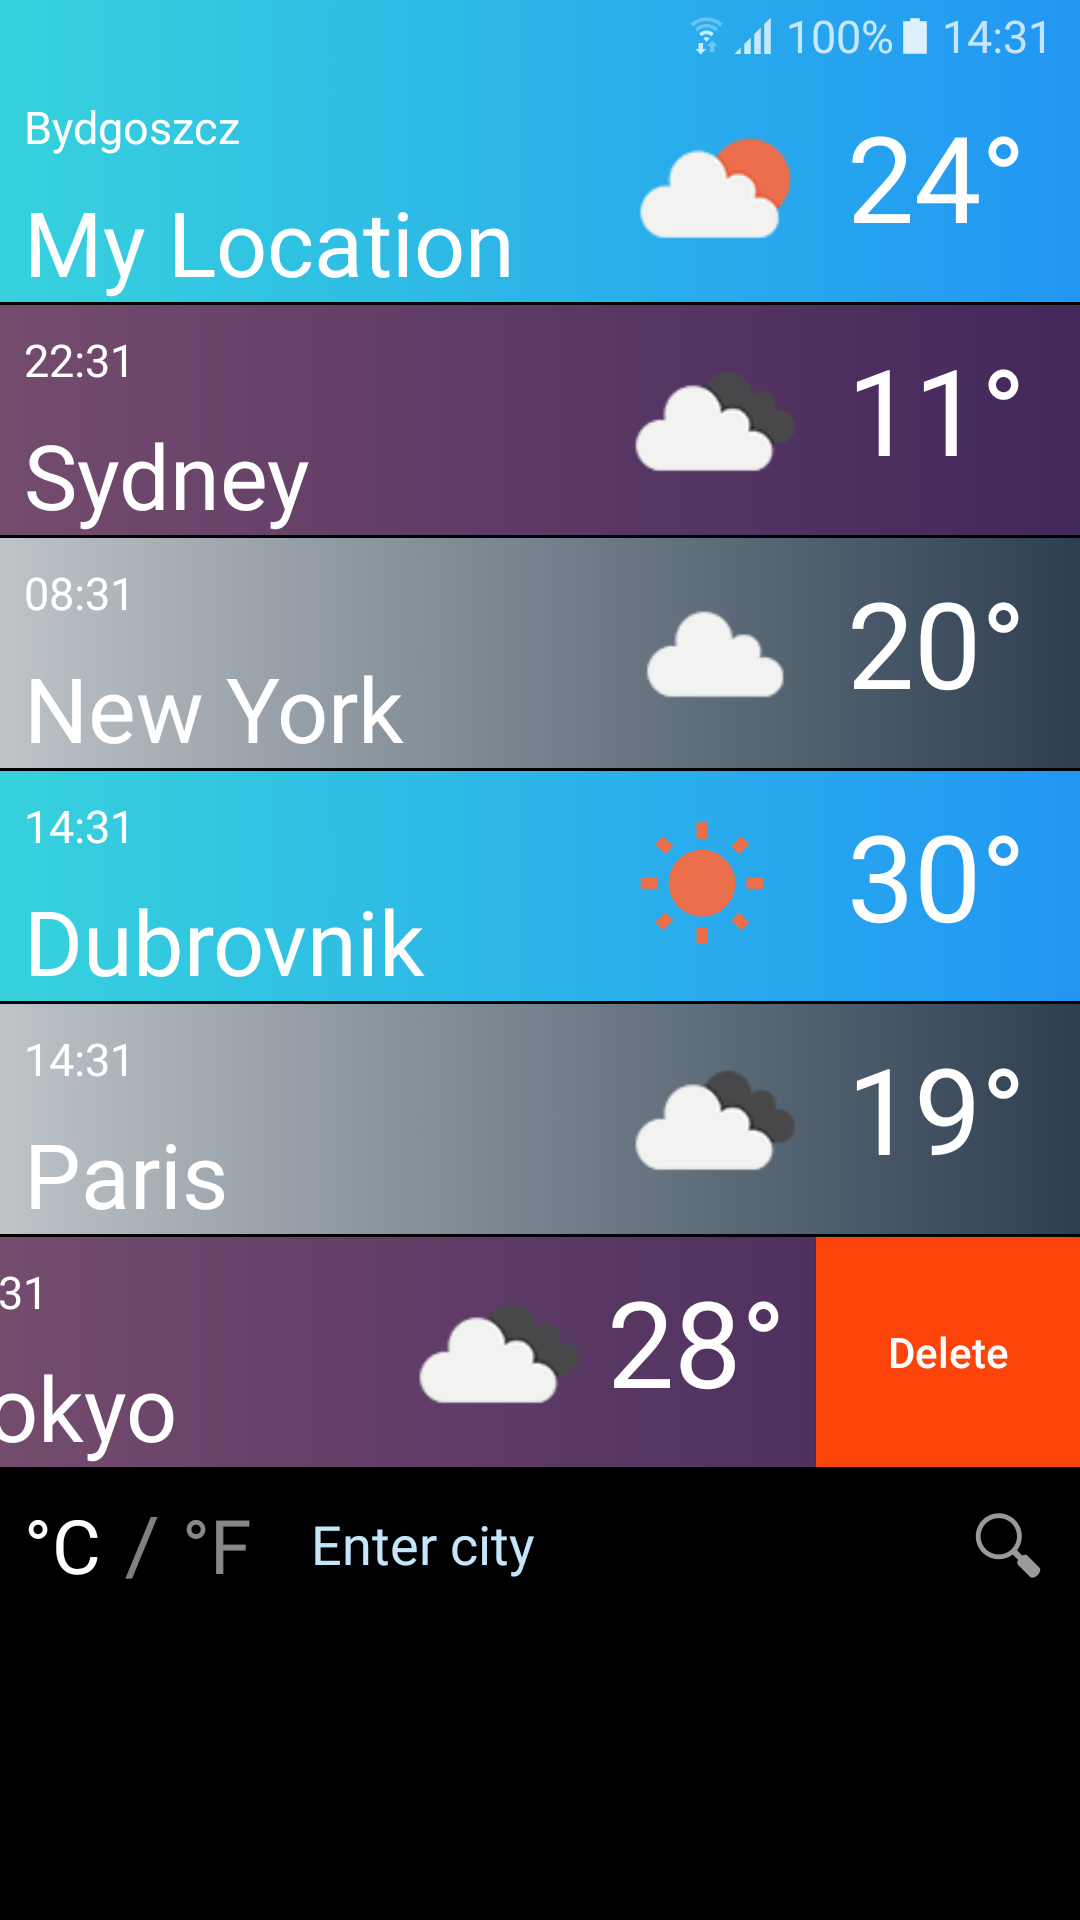 100% 14:31
Bydgoszcz
My Location 24°
22:31
Sydney 11°
08:31
New York 20°
14:31
Dubrovnik 30°
14:31
Paris 19°
31
okyo 28° Delete
°C / °F Enter city